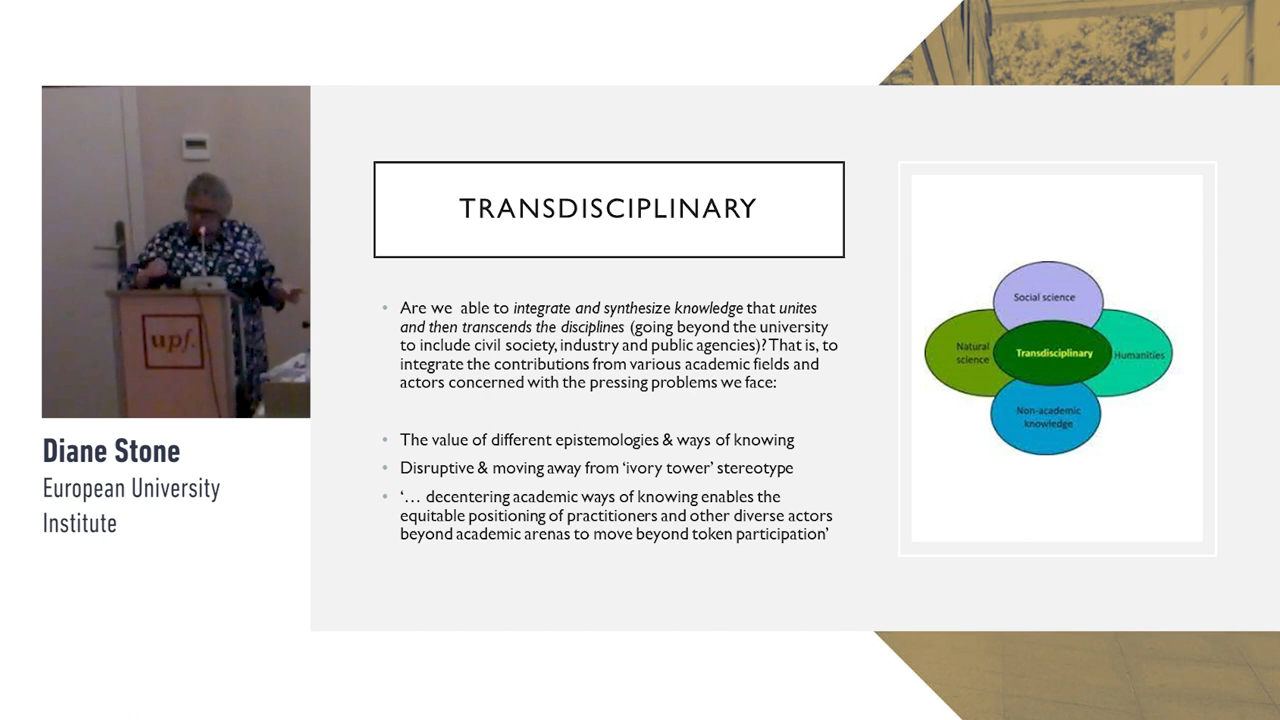 upf.
Diane Stone
European University
Institute
TRANSDISCIPLINARY
• Are we able to integrate and synthesize knowledge that unites
and then transcends the disciplines (going beyond the university
to include civil society, industry and public agencies)? That is, to
integrate the contributions from various academic fields and
actors concerned with the pressing problems we face:
• The value of different epistemologies & ways of knowing
• Disruptive & moving away from ‘ivory tower’ stereotype
• ‘… decentering academic ways of knowing enables the
equitable positioning of practitioners and other diverse actors
beyond academic arenas to move beyond token participation’
Social science
Natural
science
Transdisciplinary
Humanities
Non-academic
knowledge